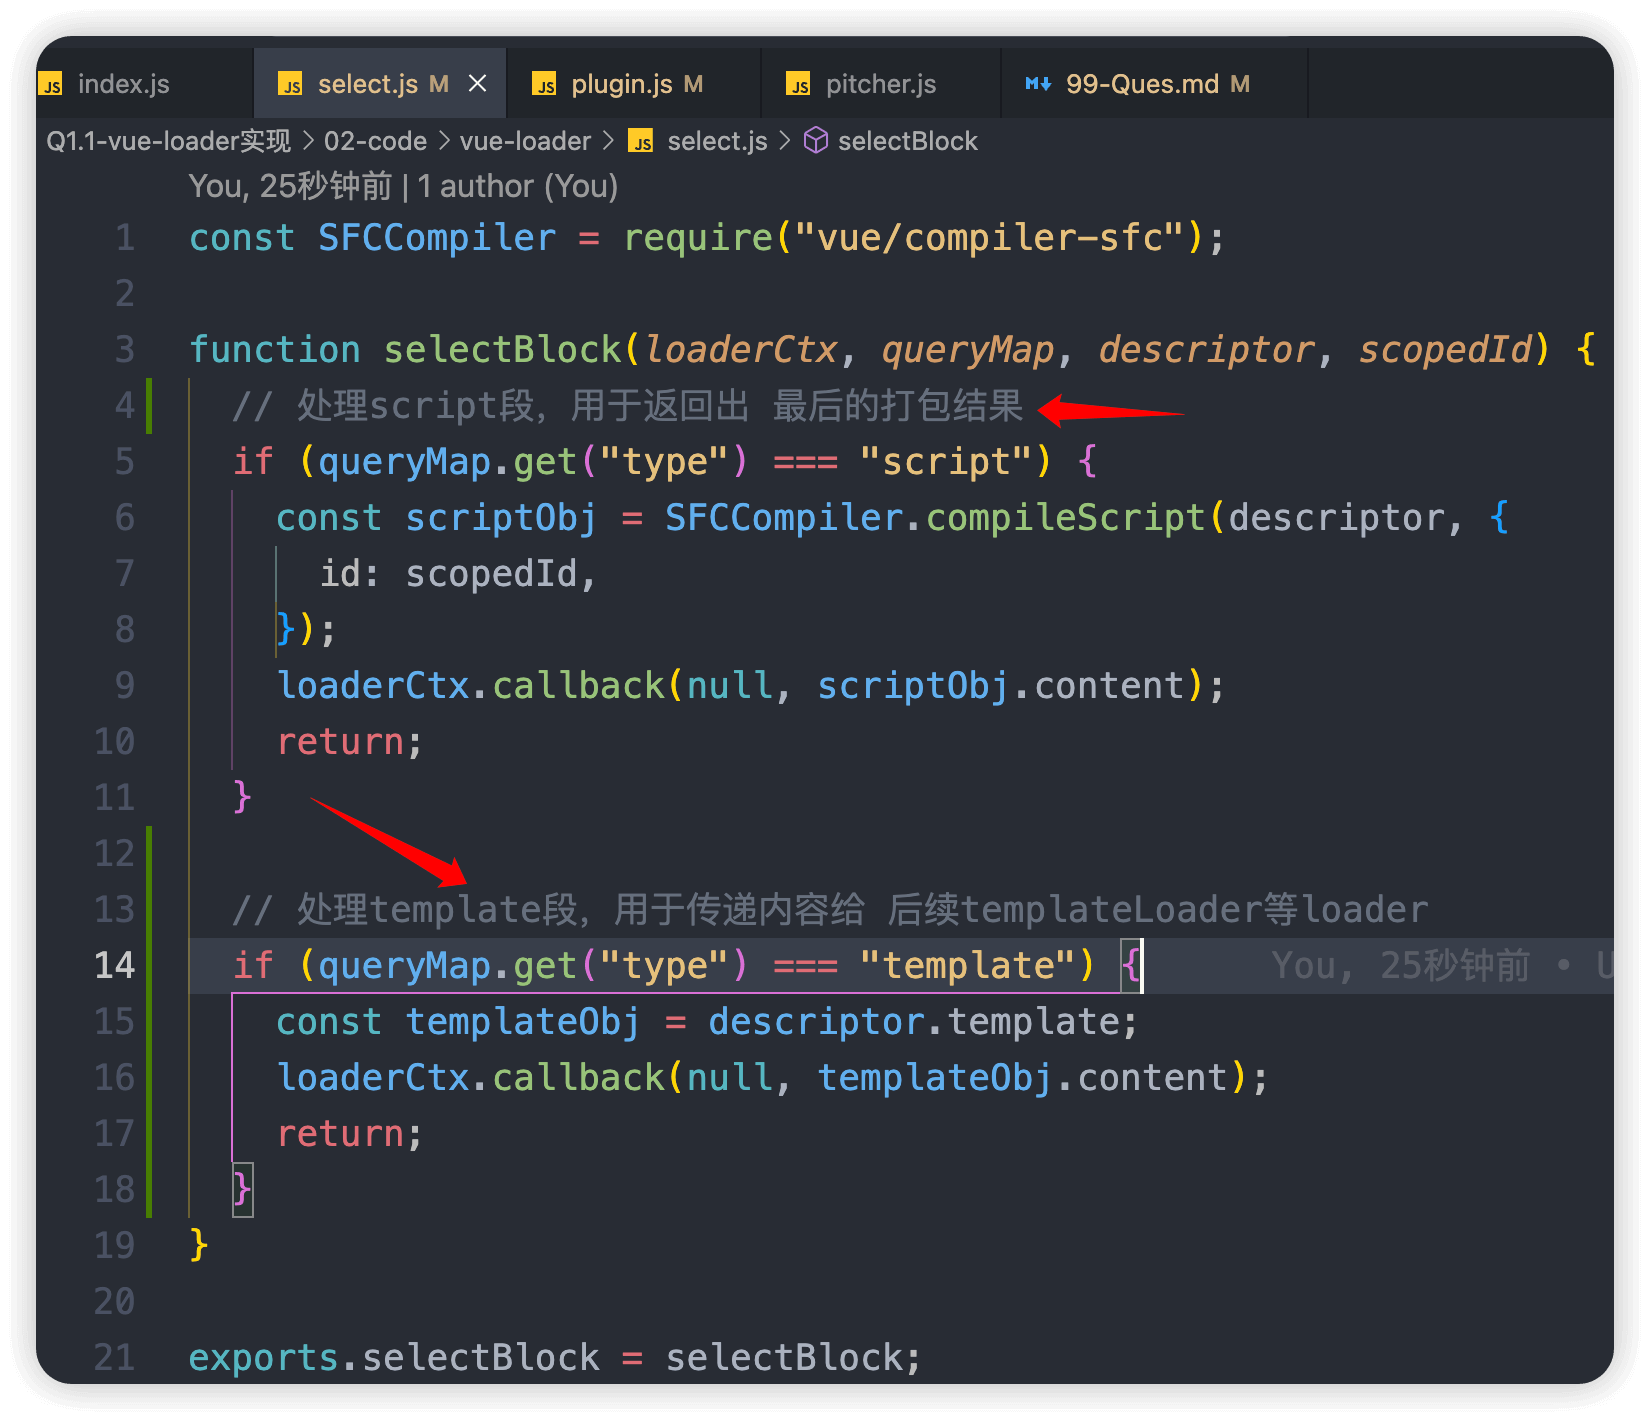 JS index.js JS select.js M × JS plugin.js M JS pitcher.js M↓ 99-Ques.md M
Q1.1-vue-loader实现 > 02-code > vue-loader > JS select.js > selectBlock
You, 25秒钟前 | 1 author (You)
1 const SFCCompiler = require("vue/compiler-sfc");
2
3 function selectBlock(loaderCtx, queryMap, descriptor, scopedId) {
4 // 处理script段，用于返回出 最后的打包结果
5 if (queryMap.get("type") === "script") {
6 const scriptObj = SFCCompiler.compileScript(descriptor, {
7 id: scopedId,
8 });
9 loaderCtx.callback(null, scriptObj.content);
10 return;
11 }
12
13 // 处理template段，用于传递内容给 后续templateLoader等loader
14 if (queryMap.get("type") === "template") { You, 25秒钟前 • U
15 const templateObj = descriptor.template;
16 loaderCtx.callback(null, templateObj.content);
17 return;
18 }
19 }
20
21 exports.selectBlock = selectBlock;